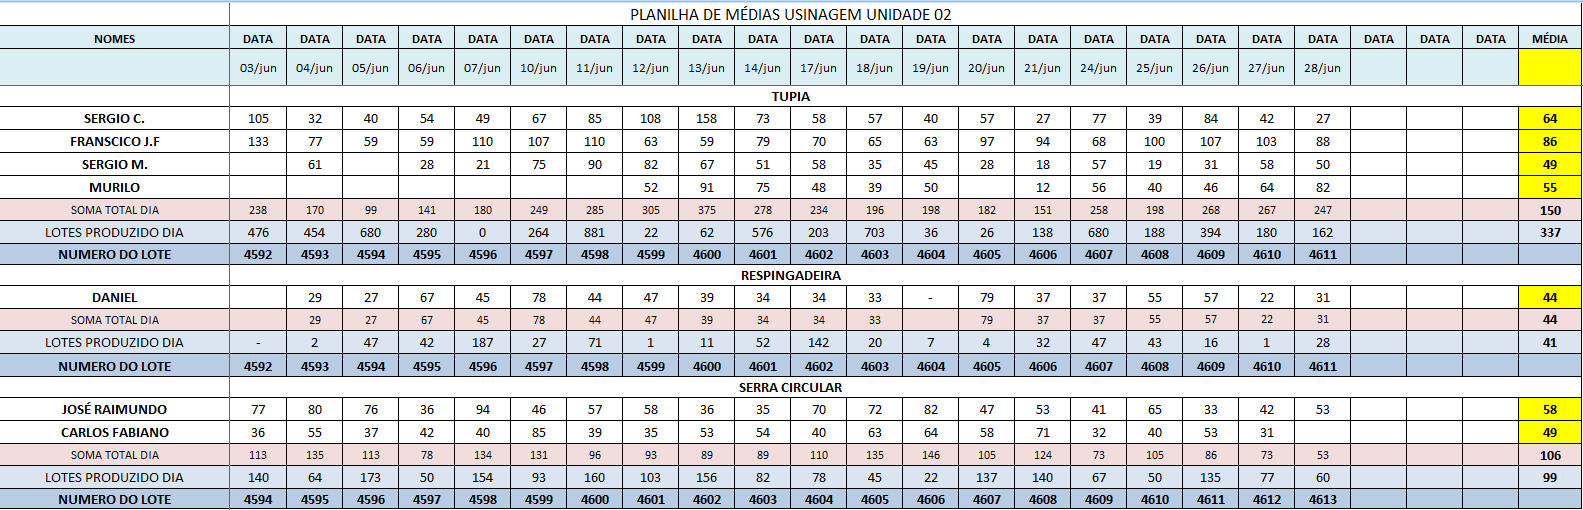 PLANILHA DE MÉDIAS USINAGEM UNIDADE 02
NOMES DATA DATA DATA DATA DATA DATA DATA DATA DATA DATA DATA DATA DATA DATA DATA DATA DATA DATA DATA DATA DATA DATA DATA MÉDIA
03/jun 04/jun 05/jun 06/jun 07/jun 10/jun 11/jun 12/jun 13/jun 14/jun 17/jun 18/jun 19/jun 20/jun 21/jun 24/jun 25/jun 26/jun 27/jun 28/jun
TUPIA
SERGIO C. 105 32 40 54 49 67 85 108 158 73 58 57 40 57 27 77 39 84 42 27 64
FRANSCICO J.F 133 77 59 59 110 107 110 63 59 79 70 65 63 97 94 68 100 107 103 88 86
SERGIO M. 61 28 21 75 90 82 67 51 58 35 45 28 18 57 19 31 58 50 49
MURILO 52 91 75 48 39 50 12 56 40 46 64 82 55
SOMA TOTAL DIA 238 170 99 141 180 249 285 305 375 278 234 196 198 182 151 258 198 268 267 247 150
LOTES PRODUZIDO DIA 476 454 680 280 0 264 881 22 62 576 203 703 36 26 138 680 188 394 180 162 337
NUMERO DO LOTE 4592 4593 4594 4595 4596 4597 4598 4599 4600 4601 4602 4603 4604 4605 4606 4607 4608 4609 4610 4611
RESPINGADEIRA
DANIEL 29 27 67 45 78 44 47 39 34 34 33 - 79 37 37 55 57 22 31 44
SOMA TOTAL DIA 29 27 67 45 78 44 47 39 34 34 33 79 37 37 55 57 22 31 44
LOTES PRODUZIDO DIA - 2 47 42 187 27 71 1 11 52 142 20 7 4 32 47 43 16 1 28 41
NUMERO DO LOTE 4592 4593 4594 4595 4596 4597 4598 4599 4600 4601 4602 4603 4604 4605 4606 4607 4608 4609 4610 4611
SERRA CIRCULAR
JOSÉ RAIMUNDO 77 80 76 36 94 46 57 58 36 35 70 72 82 47 53 41 65 33 42 53 58
CARLOS FABIANO 36 55 37 42 40 85 39 35 53 54 40 63 64 58 71 32 40 53 31 49
SOMA TOTAL DIA 113 135 113 78 134 131 96 93 89 89 110 135 146 105 124 73 105 86 73 53 106
LOTES PRODUZIDO DIA 140 64 173 50 154 93 160 103 156 82 78 45 22 137 140 67 50 135 77 60 99
NUMERO DO LOTE 4594 4595 4596 4597 4598 4599 4600 4601 4602 4603 4604 4605 4606 4607 4608 4609 4610 4611 4612 4613